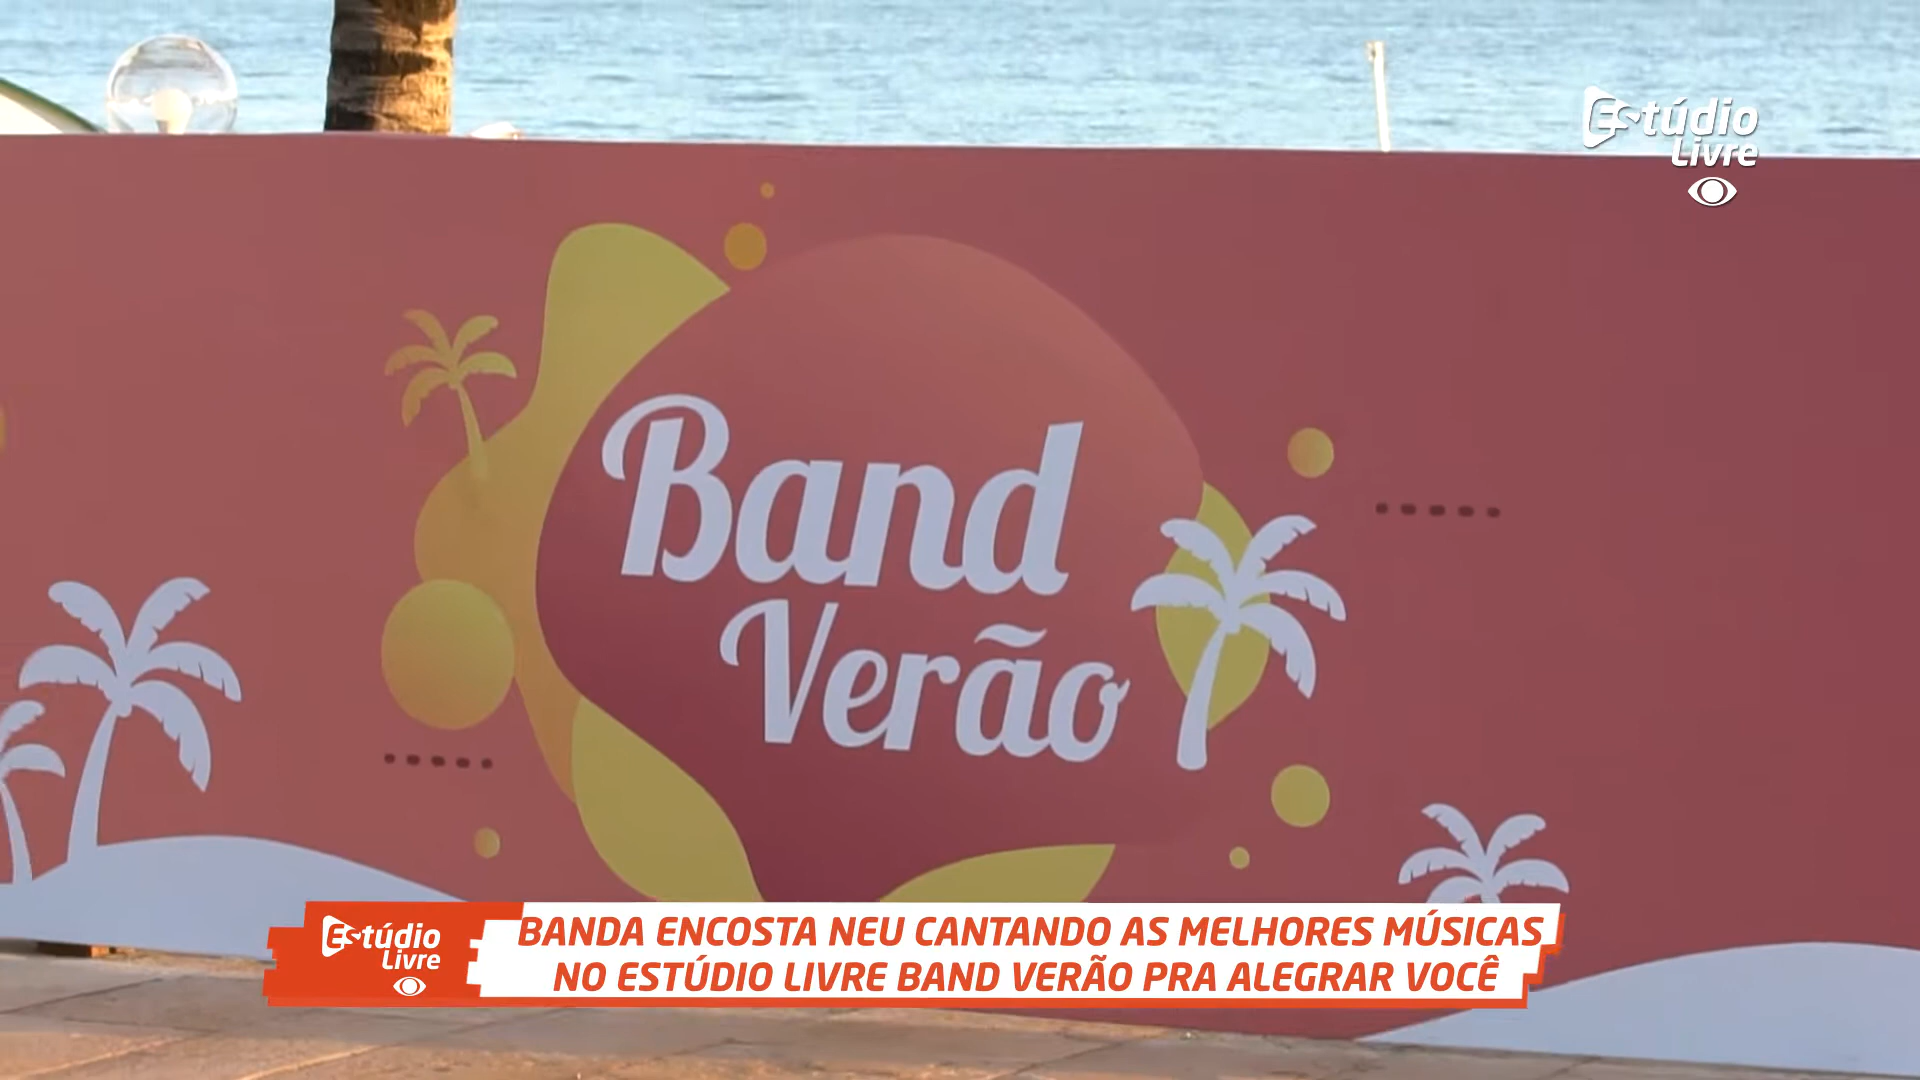 Estúdio
Livre
Band
Verão
Estúdio
Livre
BANDA ENCOSTA NEU CANTANDO AS MELHORES MÚSICAS
NO ESTÚDIO LIVRE BAND VERÃO PRA ALEGRAR VOCÊ